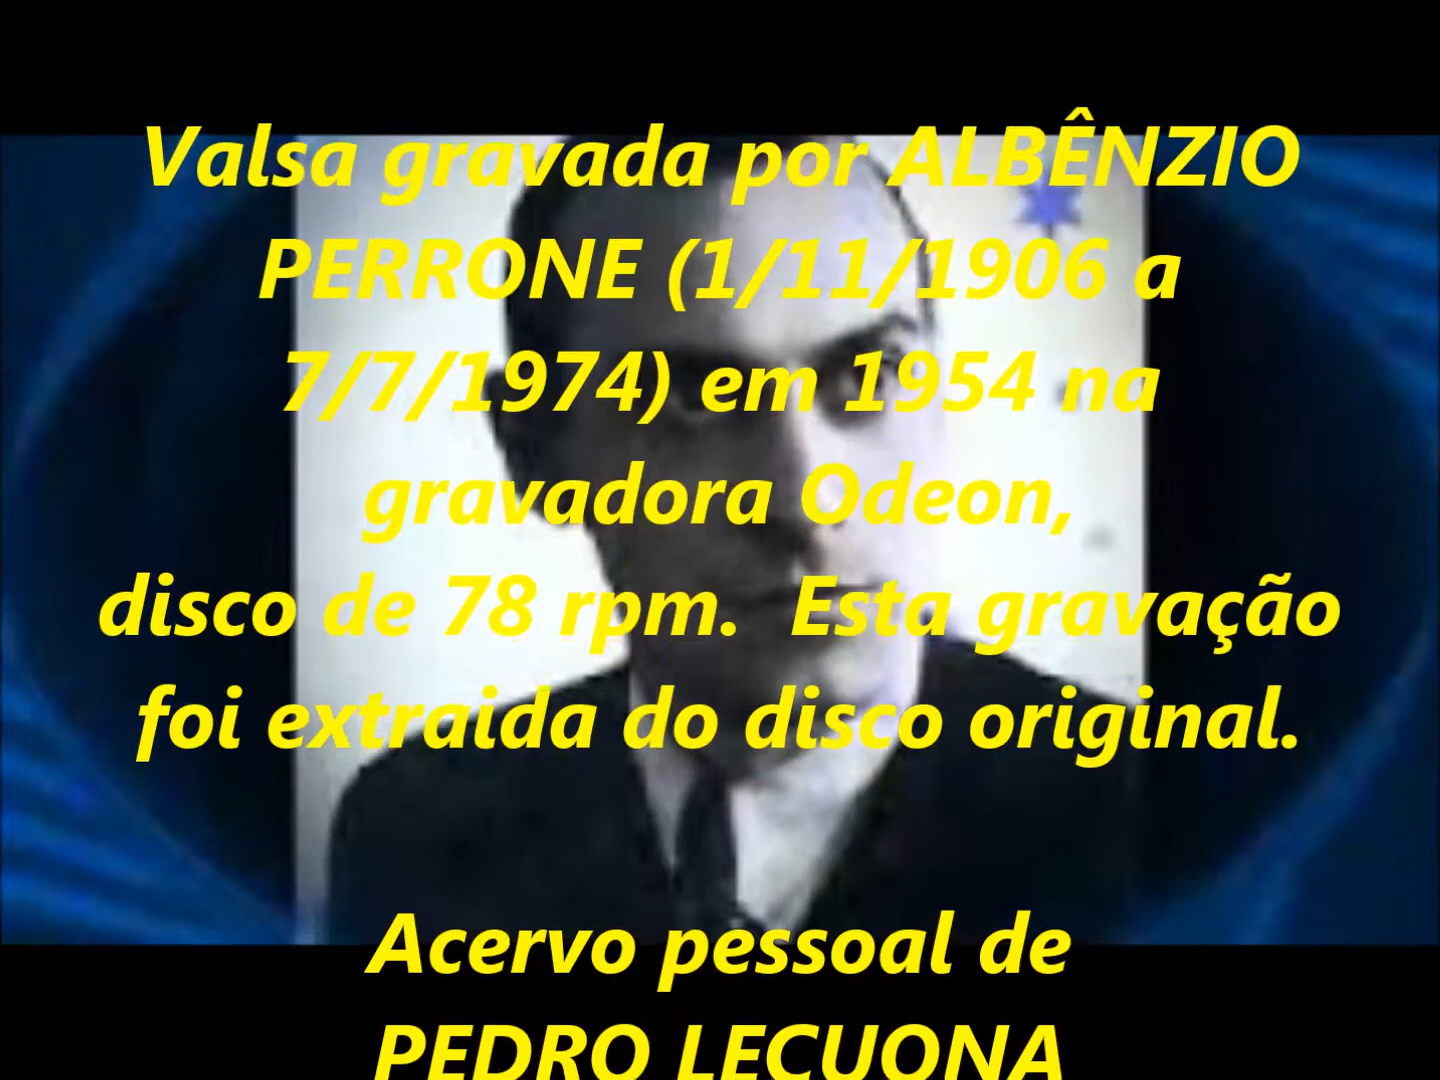 Valsa gravada por ALBÊNZIO
PERRONE (1/11/1906 a
7/7/1974) em 1954 na
gravadora Odeon,
disco de 78 rpm.  Esta gravação
foi extraida do disco original.
Acervo pessoal de
PEDRO LECUONA